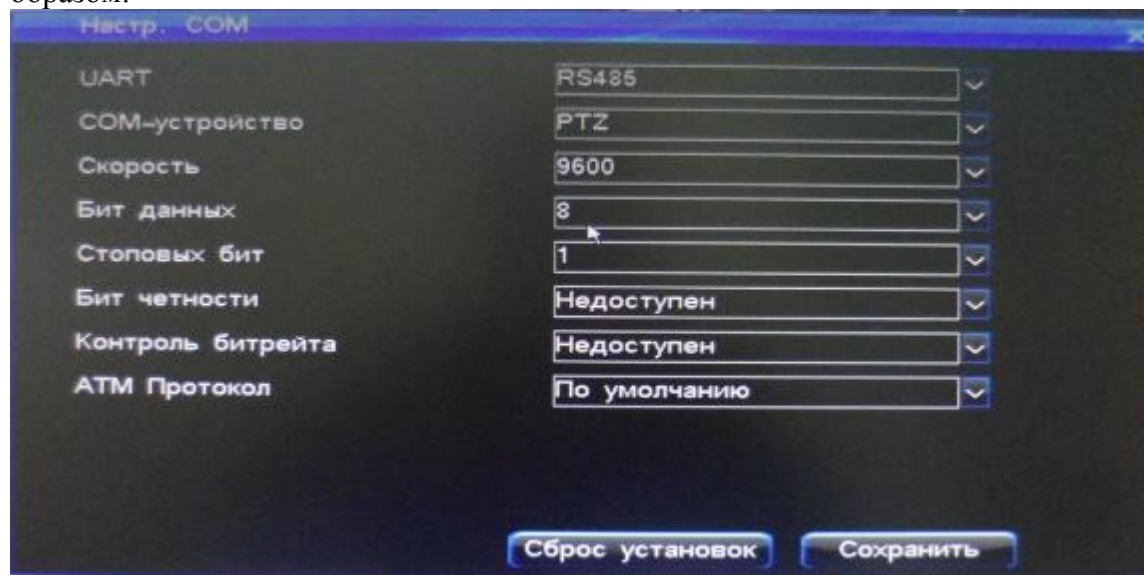 образом.
Настр. COM
UART RS485
COM-устройство PTZ
Скорость 9600
Бит данных 8
Стоповых бит 1
Бит четности Недоступен
Контроль битрейта Недоступен
ATM Протокол По умолчанию
Сброс установок Сохранить